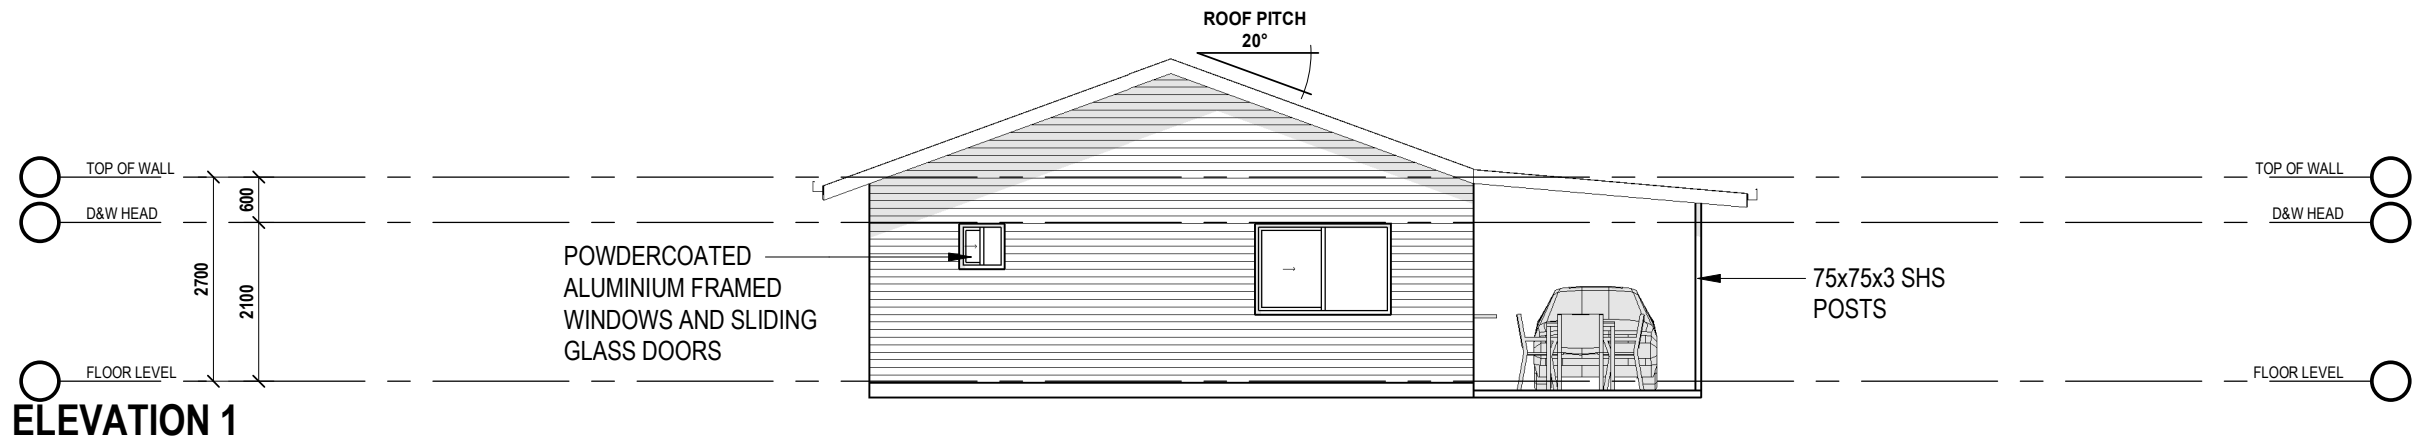 ROOF PITCH
20°
TOP OF WALL
TOP OF WALL
600
D&W HEAD
D&W HEAD
POWDERCOATED
ALUMINIUM FRAMED
WINDOWS AND SLIDING
GLASS DOORS
2700
2100
75x75x3 SHS
POSTS
FLOOR LEVEL
FLOOR LEVEL
ELEVATION 1